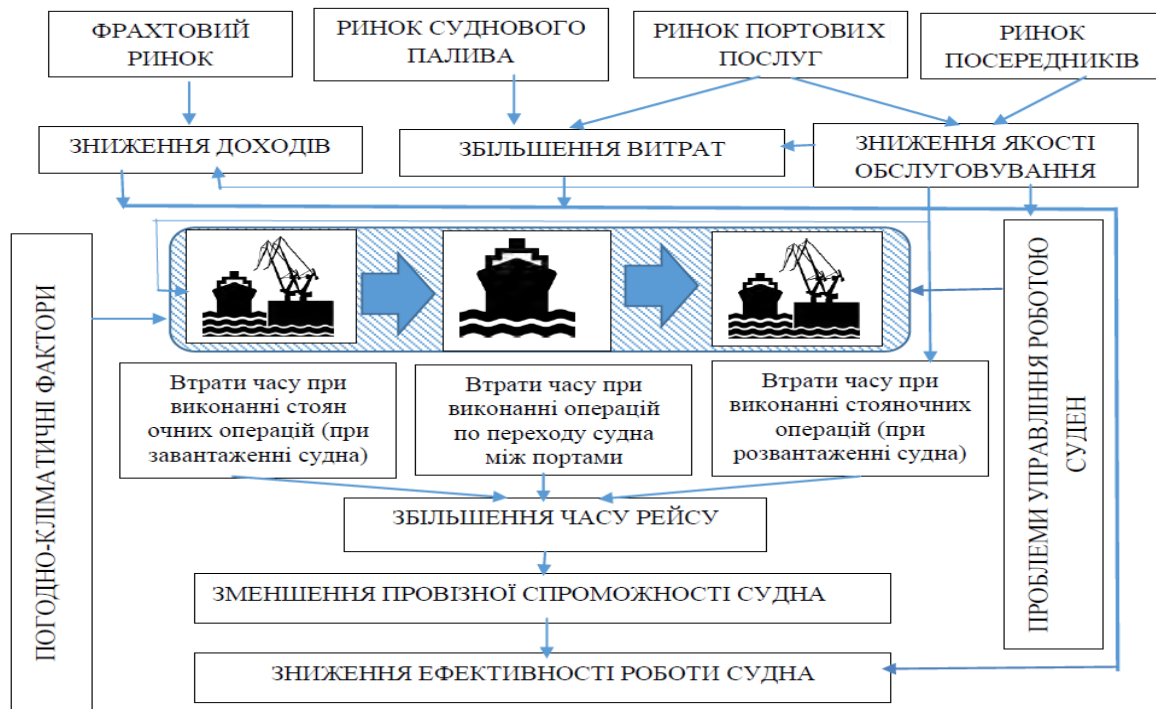 ФРАХТОВИЙ
РИНОК
РИНОК СУДНОВОГО
ПАЛИВА
РИНОК ПОРТОВИХ
ПОСЛУГ
РИНОК
ПОСЕРЕДНИКІВ
ЗНИЖЕННЯ ДОХОДІВ
ЗБІЛЬШЕННЯ ВИТРАТ
ЗНИЖЕННЯ ЯКОСТІ
ОБСЛУГОВУВАННЯ
ПОГОДНО-КЛІМАТИЧНІ ФАКТОРИ
ПРОБЛЕМИ УПРАВЛІННЯ РОБОТОЮ
СУДЕН
Втрати часу при
виконанні стоян
очних операцій (при
завантаженні судна)
Втрати часу при
виконанні операцій
по переходу судна
між портами
Втрати часу при
виконанні стояночних
операцій (при
розвантаженні судна)
ЗБІЛЬШЕННЯ ЧАСУ РЕЙСУ
ЗМЕНШЕННЯ ПРОВІЗНОЇ СПРОМОЖНОСТІ СУДНА
ЗНИЖЕННЯ ЕФЕКТИВНОСТІ РОБОТИ СУДНА